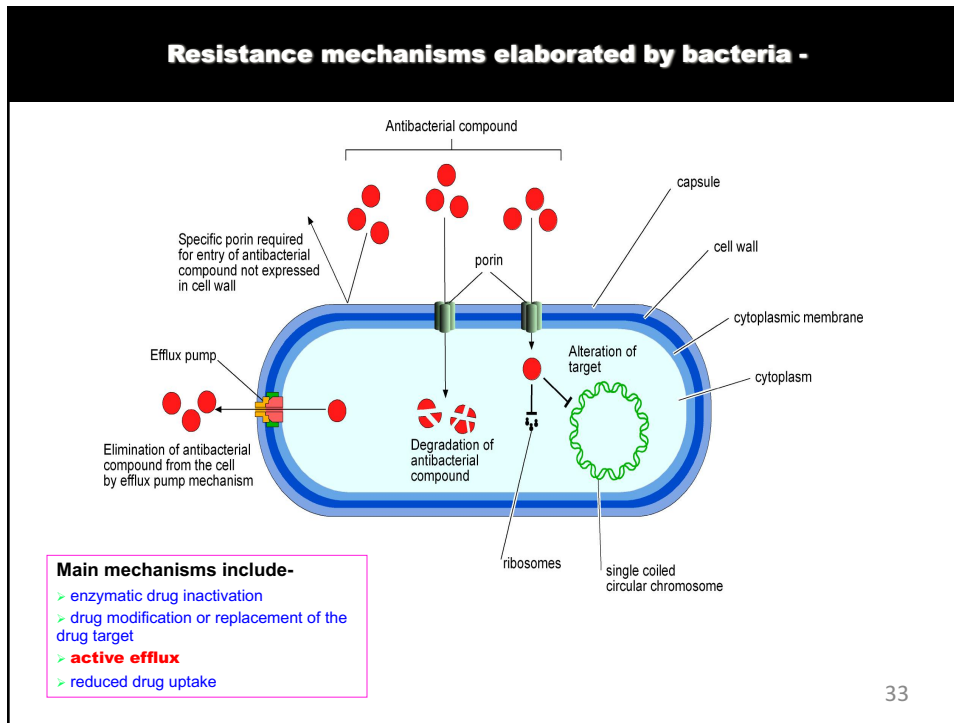 Resistance mechanisms elaborated by bacteria -
Antibacterial compound
capsule
Specific porin required
for entry of antibacterial
compound not expressed
in cell wall
porin
cell wall
cytoplasmic membrane
Efflux pump
Alteration of
target
cytoplasm
Elimination of antibacterial
compound from the cell
by efflux pump mechanism
Degradation of
antibacterial
compound
ribosomes
single coiled
circular chromosome
Main mechanisms include-
➢ enzymatic drug inactivation
➢ drug modification or replacement of the
drug target
➢ active efflux
➢ reduced drug uptake
33